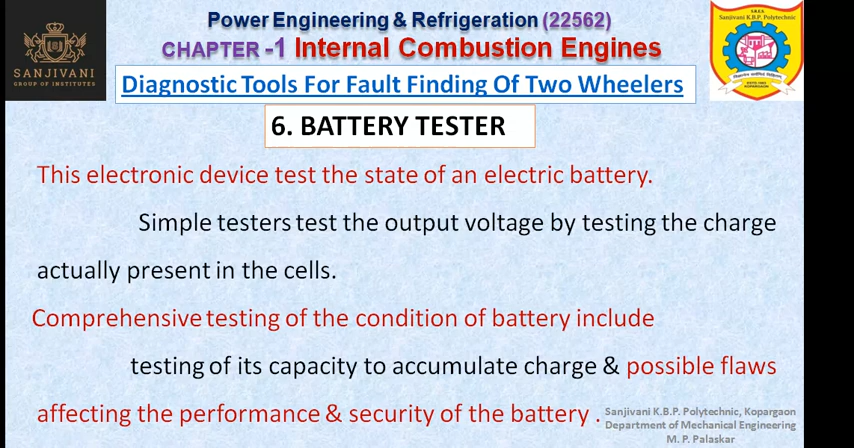 Power Engineering & Refrigeration (22562)
CHAPTER -1 Internal Combustion Engines
SANJIVANI
GROUP OF INSTITUTES
S.R.E.S.
Sanjivani K.B.P. Polytechnic
Diagnostic Tools For Fault Finding Of Two Wheelers
6. BATTERY TESTER
This electronic device test the state of an electric battery.
Simple testers test the output voltage by testing the charge
actually present in the cells.
Comprehensive testing of the condition of battery include
testing of its capacity to accumulate charge & possible flaws
affecting the performance & security of the battery .
Sanjivani K.B.P. Polytechnic, Kopargaon
Department of Mechanical Engineering
M. P. Palaskar